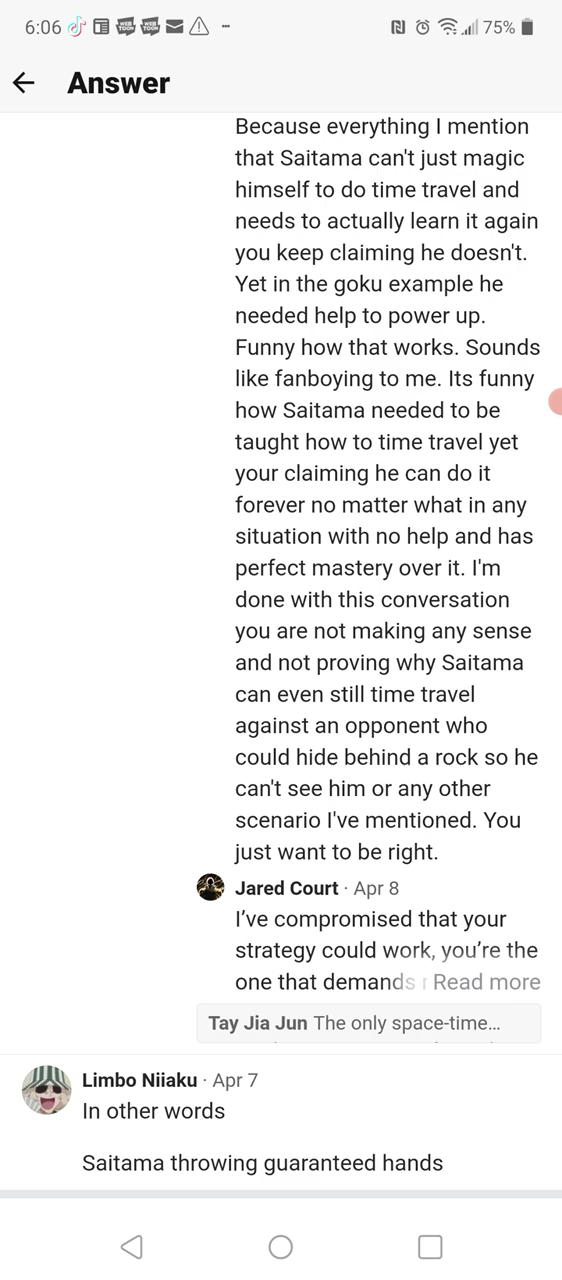 6:06
WEB TOON
WEB TOON
75%
Answer
Because everything I mention
that Saitama can't just magic
himself to do time travel and
needs to actually learn it again
you keep claiming he doesn't.
Yet in the goku example he
needed help to power up.
Funny how that works. Sounds
like fanboying to me. Its funny
how Saitama needed to be
taught how to time travel yet
your claiming he can do it
forever no matter what in any
situation with no help and has
perfect mastery over it. I'm
done with this conversation
you are not making any sense
and not proving why Saitama
can even still time travel
against an opponent who
could hide behind a rock so he
can't see him or any other
scenario I've mentioned. You
just want to be right.
Jared Court · Apr 8
I’ve compromised that your
strategy could work, you’re the
one that demands r Read more
Tay Jia Jun The only space-time…
Limbo Niiaku · Apr 7
In other words
Saitama throwing guaranteed hands